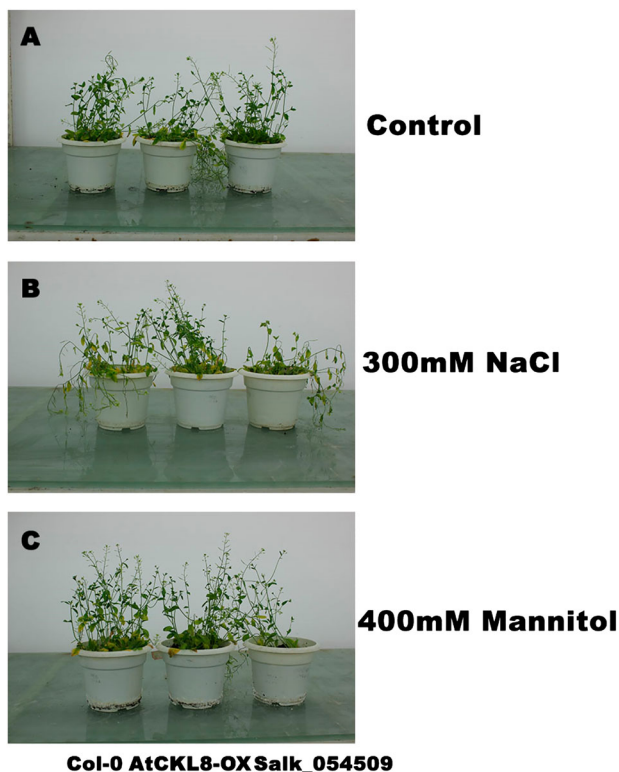 A
Control
B
300mM NaCl
C
400mM Mannitol
Col-0 AtCKL8-OX Salk_054509